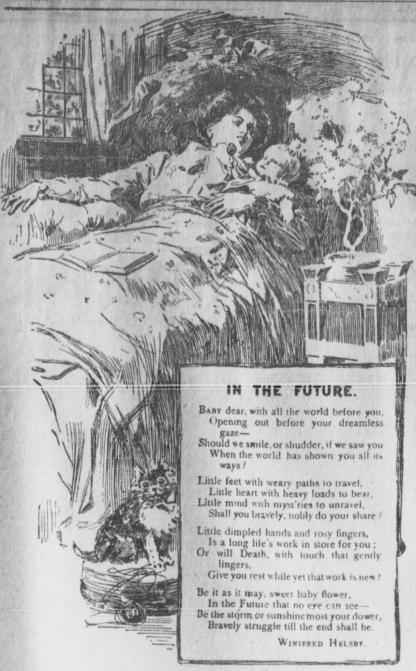 IN THE FUTURE.
BABY dear, with all the world before you,
Opening out before your dreamless
gaze—
Should we smile, or shudder, if we saw you
When the world has shown you all its
ways?
Little feet with weary paths to travel,
Little heart with heavy loads to bear,
Little mind with myst'ries to unravel,
Shall you bravely, nobly do your share?
Little dimpled hands and rosy fingers,
Is a long life's work in store for you;
Or will Death, with touch that gently
lingers,
Give you rest while yet that work is new?
Be it as it may, sweet baby flower,
In the Future that no eye can see—
Be the storm or sunshine most your dower,
Bravely struggle till the end shall be.
WINIFRED HELSBY.